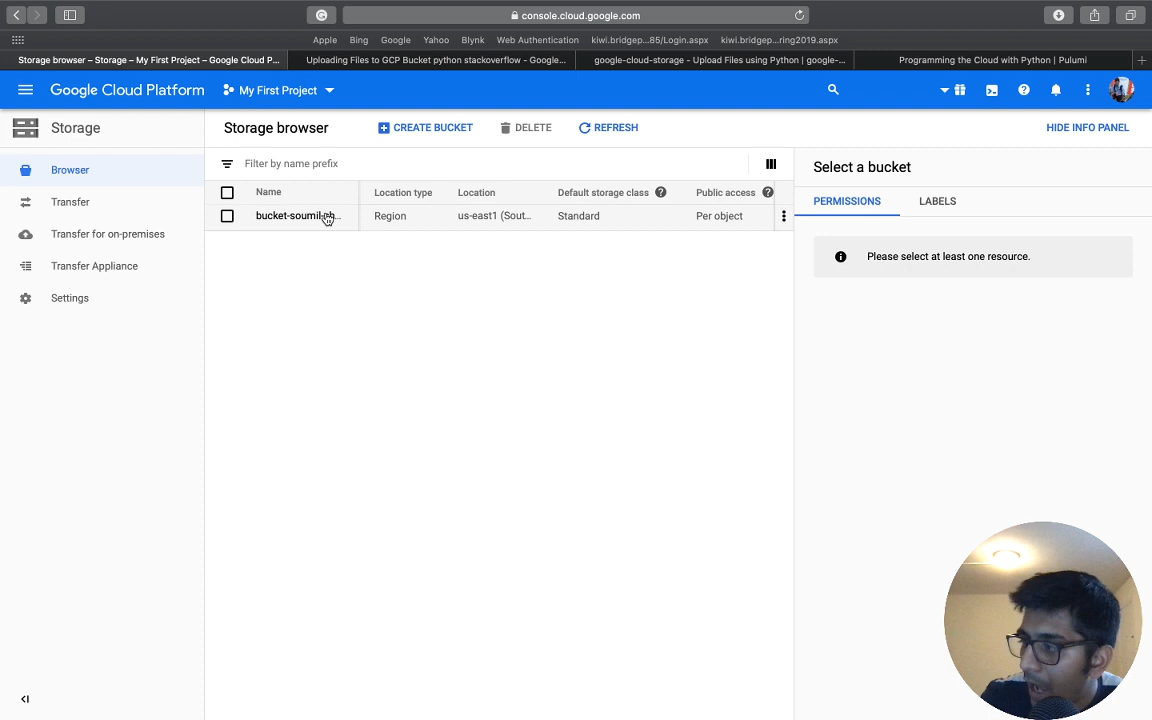 console.cloud.google.com
Apple Bing Google Yahoo Blynk Web Authentication kiwi.bridgep...85/Login.aspx kiwi.bridgep...ring2019.aspx
Storage browser – Storage – My First Project – Google Cloud P... Uploading Files to GCP Bucket python stackoverflow - Google... google-cloud-storage - Upload Files using Python | google-... Programming the Cloud with Python | Pulumi
Google Cloud Platform My First Project
Storage Storage browser CREATE BUCKET DELETE REFRESH HIDE INFO PANEL
Filter by name prefix
Select a bucket
Browser
Name Location type Location Default storage class Public access
PERMISSIONS LABELS
Transfer
Region us-east1 (Sout... Standard Per object
Transfer for on-premises
Please select at least one resource.
Transfer Appliance
Settings